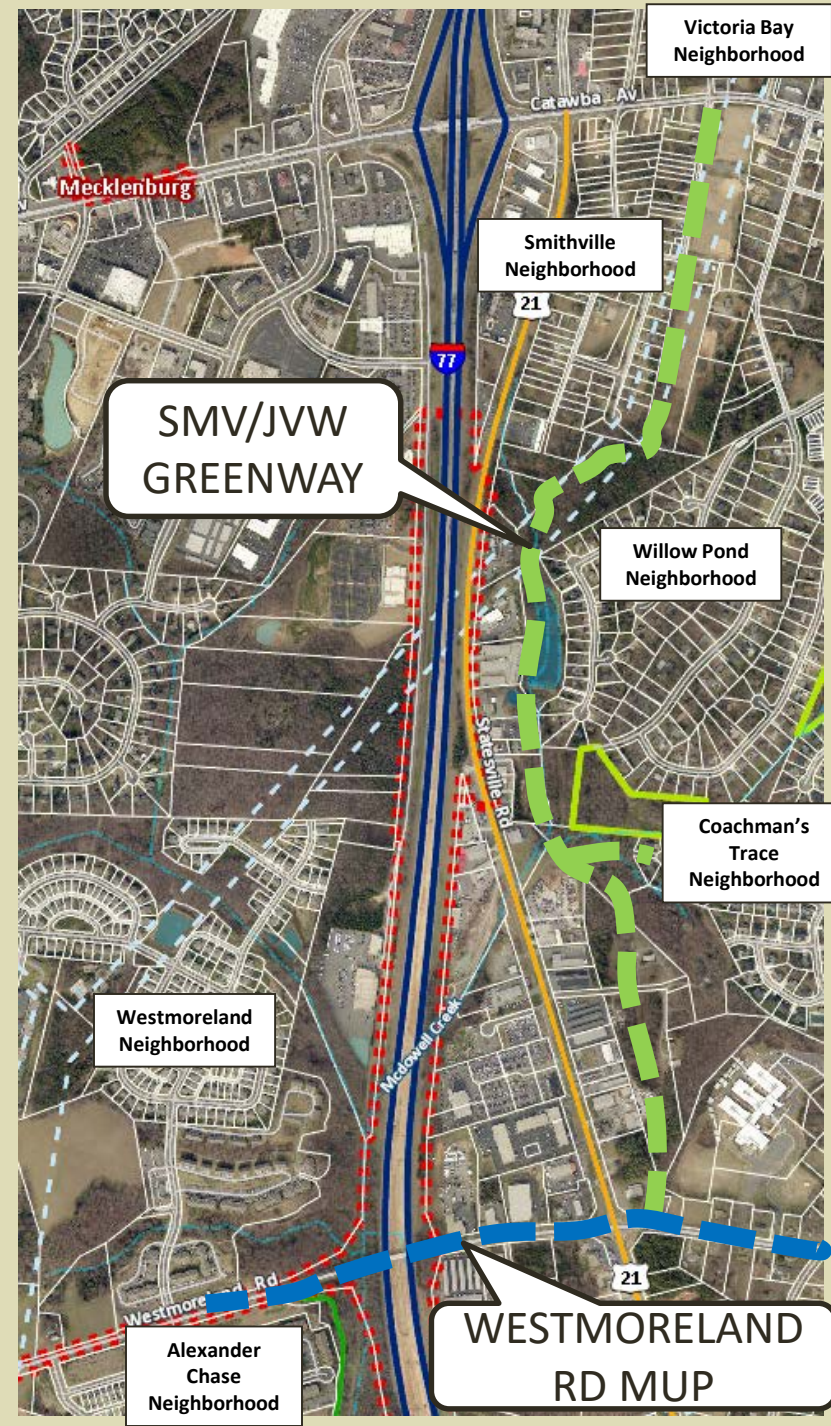 Victoria Bay
Neighborhood
Catawba Av
Mecklenburg
Smithville
Neighborhood
21
77
SMV/JVW
GREENWAY
Willow Pond
Neighborhood
Statesville Rd
Coachman's
Trace
Neighborhood
Westmoreland
Neighborhood
Mcdowell Creek
Westmoreland Rd
21
WESTMORELAND
RD MUP
Alexander
Chase
Neighborhood